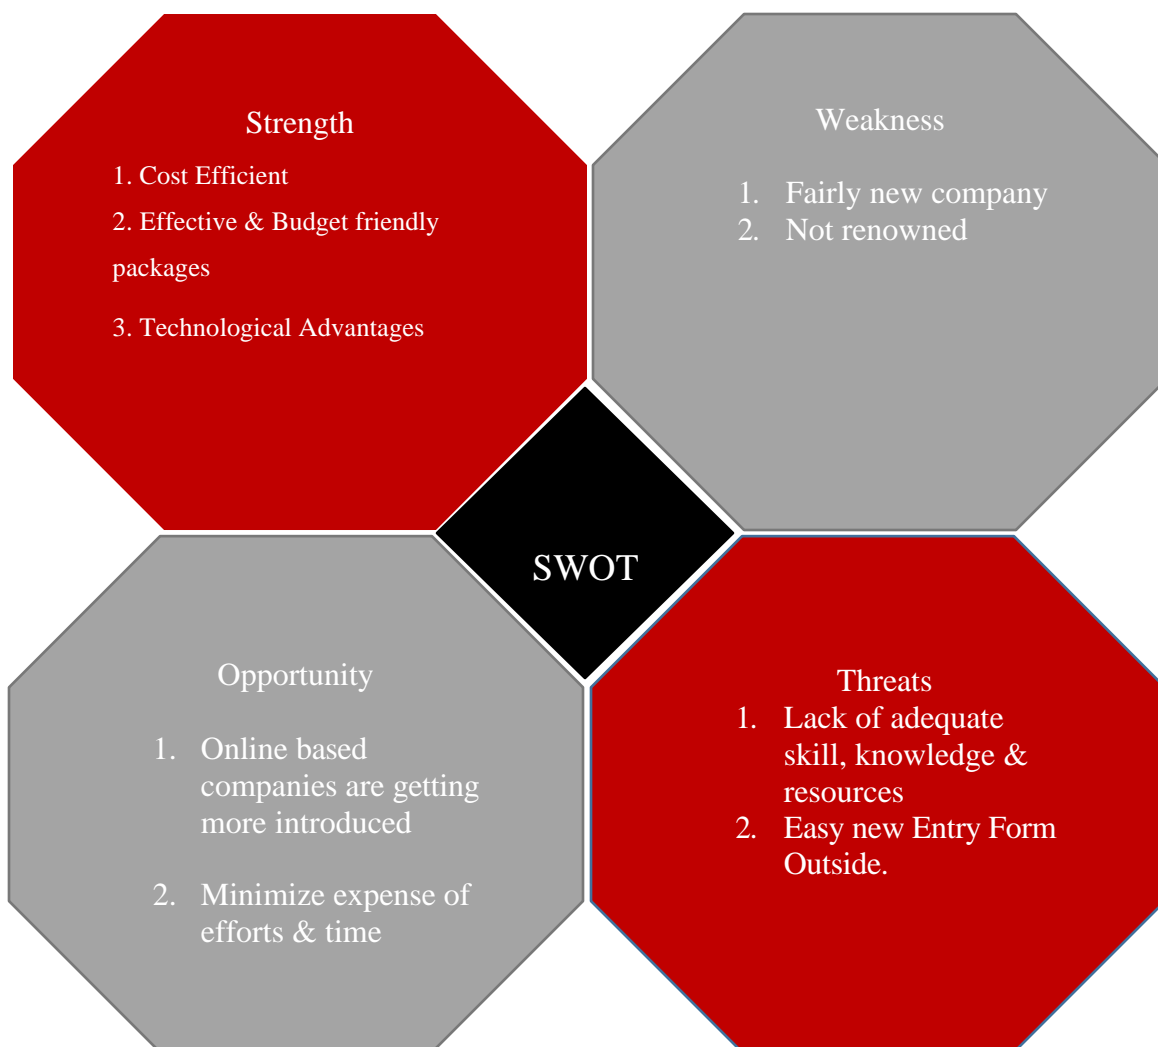 Strength
1. Cost Efficient
2. Effective & Budget friendly
packages
3. Technological Advantages
Weakness
1. Fairly new company
2. Not renowned
SWOT
Opportunity
1. Online based
companies are getting
more introduced
2. Minimize expense of
efforts & time
Threats
1. Lack of adequate
skill, knowledge &
resources
2. Easy new Entry Form
Outside.